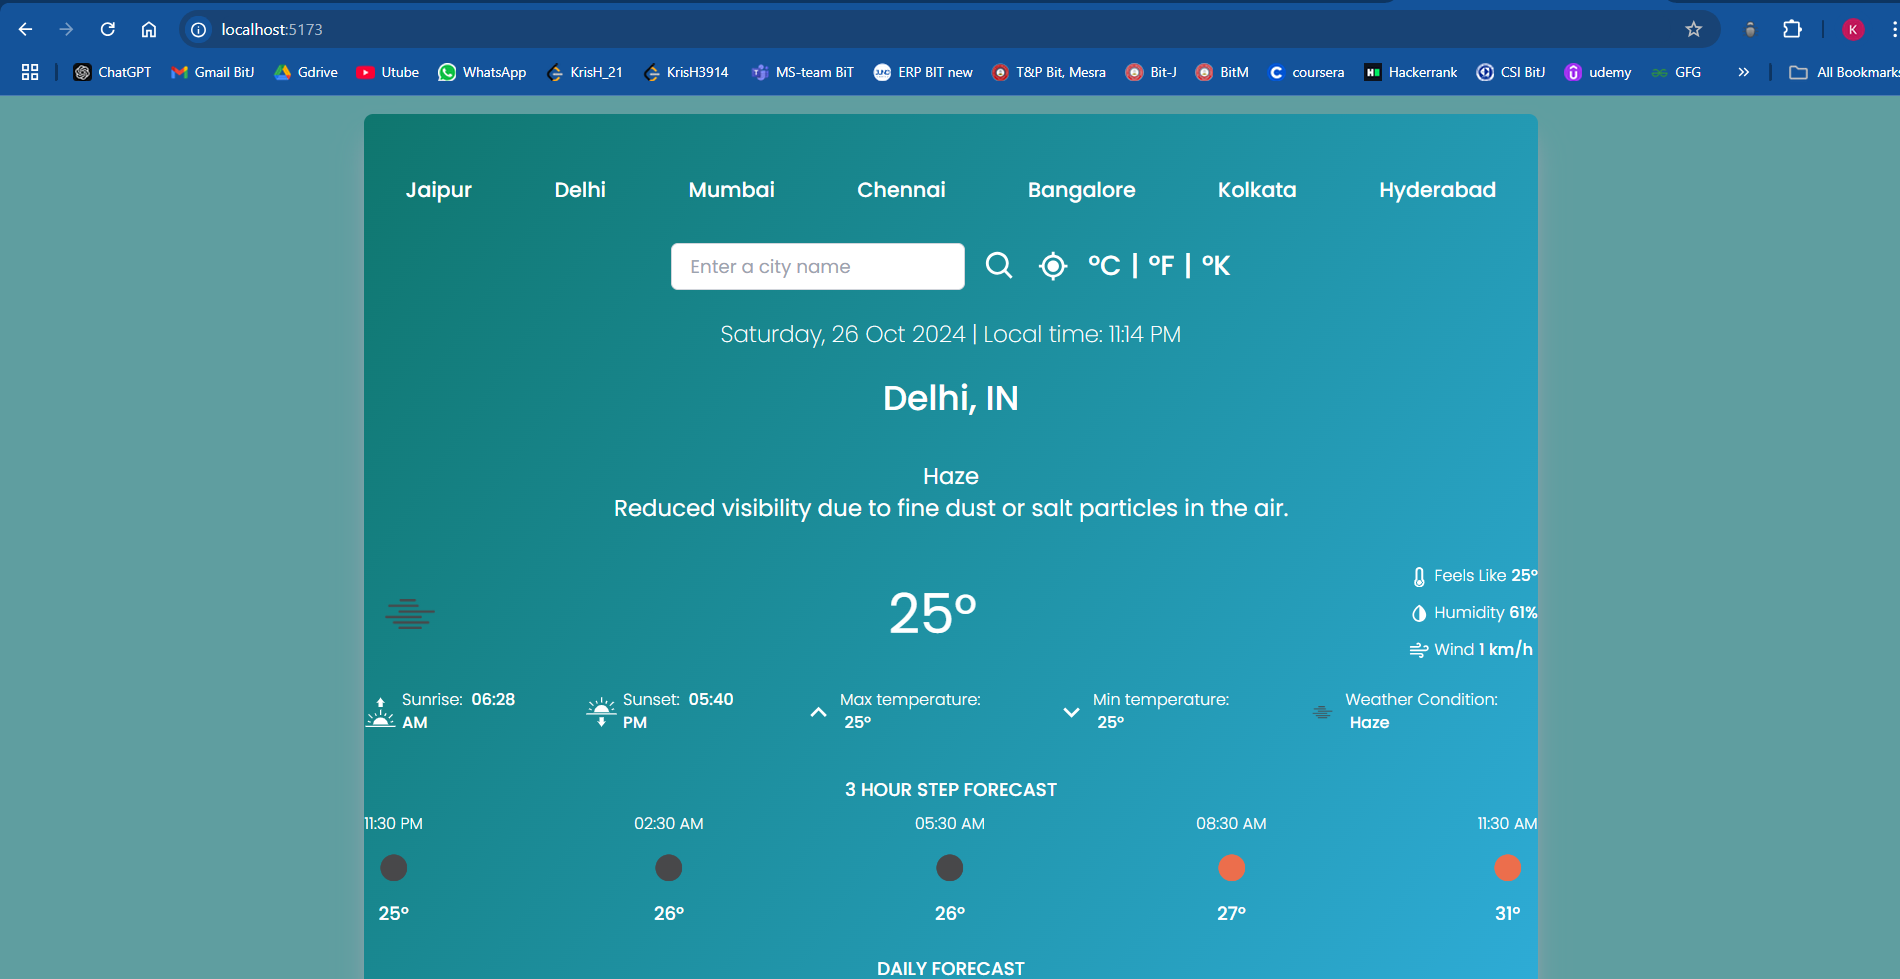 localhost:5173
K
ChatGPT Gmail BitJ Gdrive Utube WhatsApp KrisH_21 KrisH3914 MS-team BiT ERP BIT new T&P Bit, Mesra Bit-J BitM coursera Hackerrank CSI BitJ udemy GFG » All Bookmarks
Jaipur Delhi Mumbai Chennai Bangalore Kolkata Hyderabad
Enter a city name °C | °F | °K
Saturday, 26 Oct 2024 | Local time: 11:14 PM
Delhi, IN
Haze
Reduced visibility due to fine dust or salt particles in the air.
25°
Feels Like 25°
Humidity 61%
Wind 1 km/h
Sunrise: 06:28 AM
Sunset: 05:40 PM
Max temperature: 25°
Min temperature: 25°
Weather Condition: Haze
3 HOUR STEP FORECAST
11:30 PM 02:30 AM 05:30 AM 08:30 AM 11:30 AM
25° 26° 26° 27° 31°
DAILY FORECAST